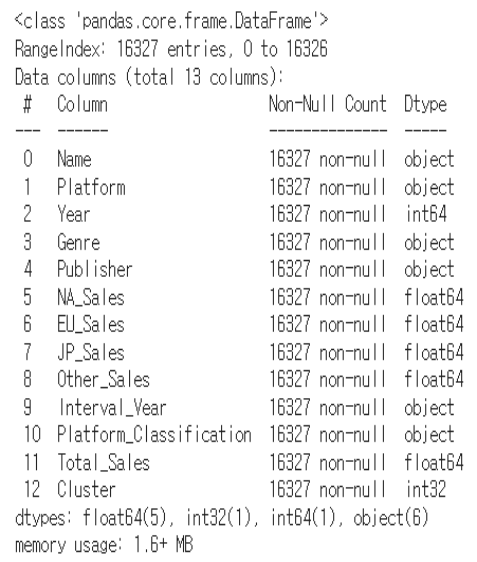 <class 'pandas.core.frame.DataFrame'>
RangeIndex: 16327 entries, 0 to 16326
Data columns (total 13 columns):
#   Column   Non-Null Count   Dtype
---   ------   --------------   -----
0   Name   16327 non-null   object
1   Platform   16327 non-null   object
2   Year   16327 non-null   int64
3   Genre   16327 non-null   object
4   Publisher   16327 non-null   object
5   NA_Sales   16327 non-null   float64
6   EU_Sales   16327 non-null   float64
7   JP_Sales   16327 non-null   float64
8   Other_Sales   16327 non-null   float64
9   Interval_Year   16327 non-null   object
10   Platform_Classification   16327 non-null   object
11   Total_Sales   16327 non-null   float64
12   Cluster   16327 non-null   int32
dtypes: float64(5), int32(1), int64(1), object(6)
memory usage: 1.6+ MB